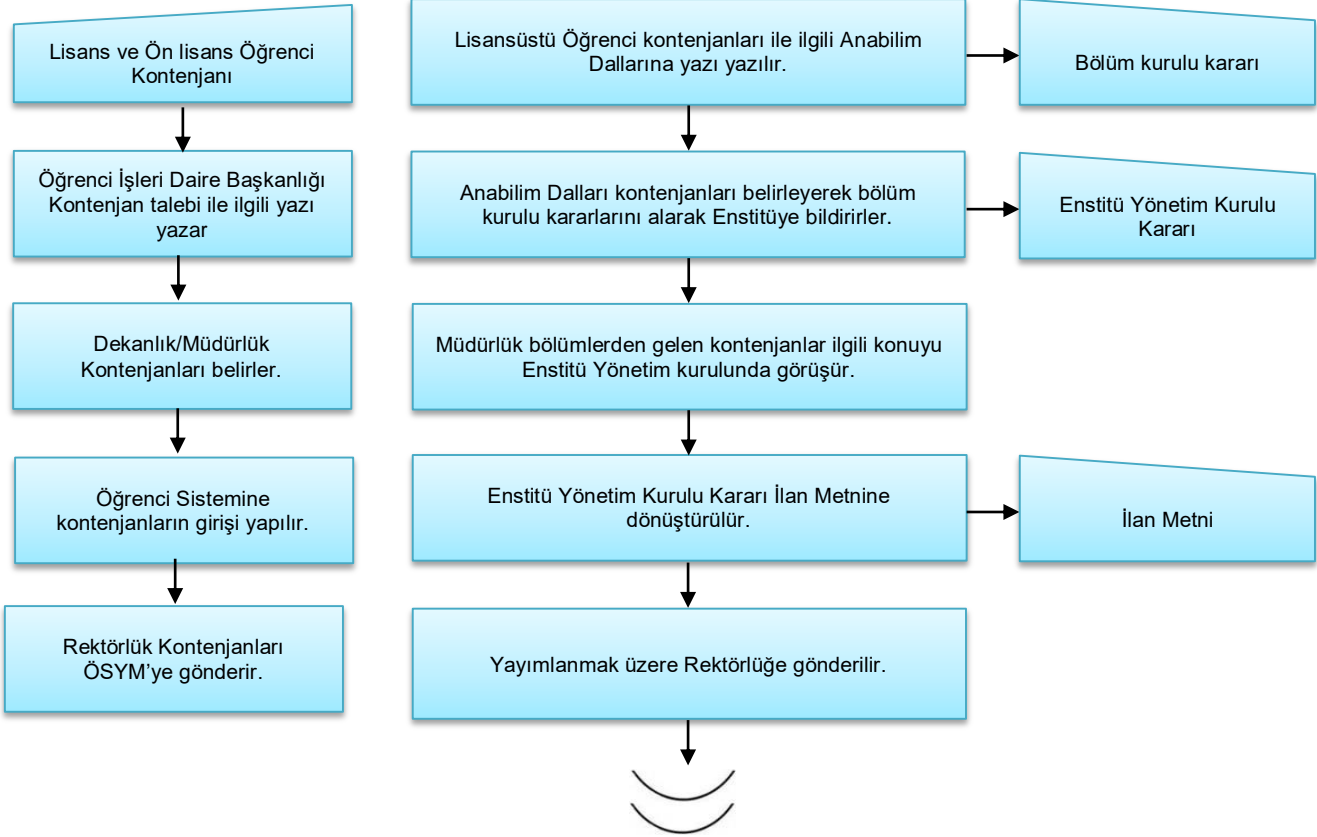 Lisans ve Ön lisans Öğrenci
Kontenjanı
Öğrenci İşleri Daire Başkanlığı
Kontenjan talebi ile ilgili yazı
yazar
Dekanlık/Müdürlük
Kontenjanları belirler.
Öğrenci Sistemine
kontenjanların girişi yapılır.
Rektörlük Kontenjanları
ÖSYM’ye gönderir.
Lisansüstü Öğrenci kontenjanları ile ilgili Anabilim
Dallarına yazı yazılır.
Bölüm kurulu kararı
Anabilim Dalları kontenjanları belirleyerek bölüm
kurulu kararlarını alarak Enstitüye bildirirler.
Enstitü Yönetim Kurulu
Kararı
Müdürlük bölümlerden gelen kontenjanlar ilgili konuyu
Enstitü Yönetim kurulunda görüşür.
Enstitü Yönetim Kurulu Kararı İlan Metnine
dönüştürülür.
İlan Metni
Yayımlanmak üzere Rektörlüğe gönderilir.